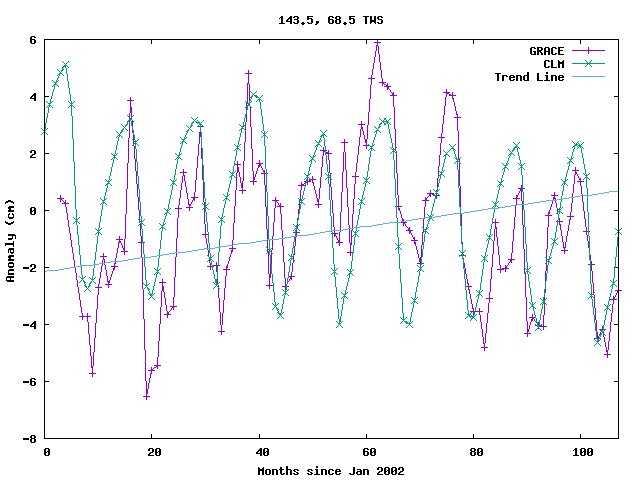 143.5, 68.5 TWS
GRACE
CLM
Trend Line
6
4
2
0
-2
-4
-6
-8
Anomaly (cm)
0 20 40 60 80 100
Months since Jan 2002